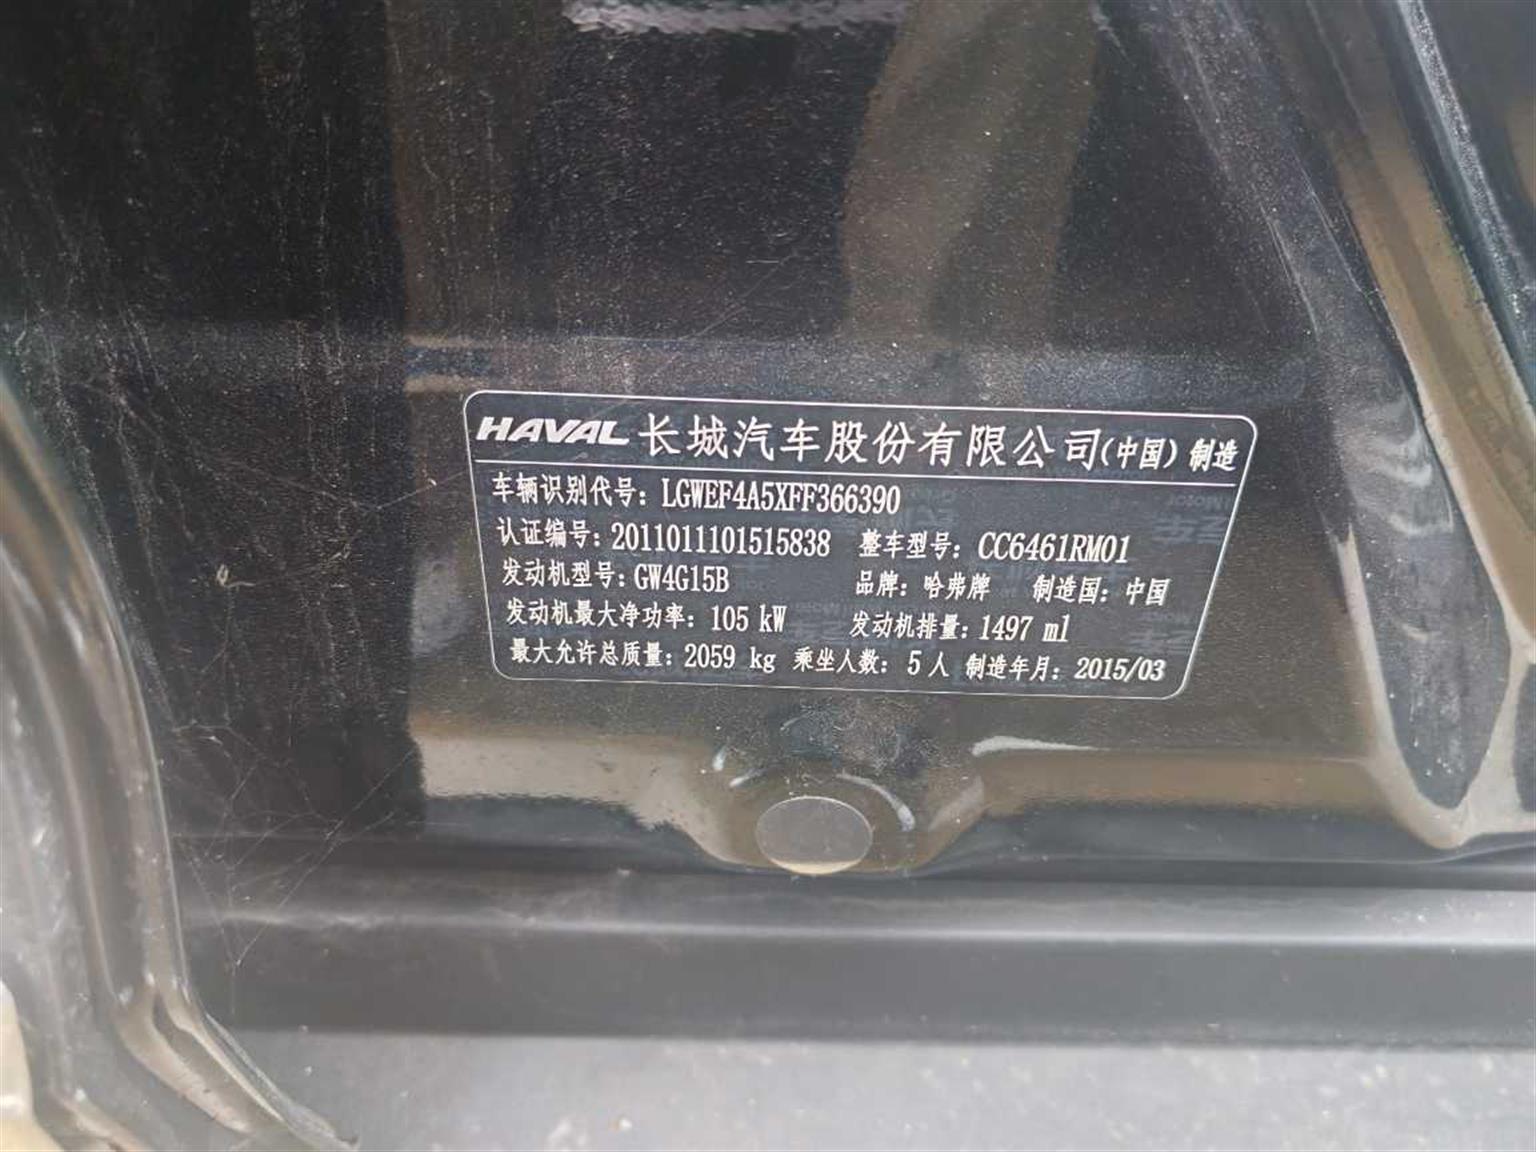 HAVAL 长城汽车股份有限公司(中国) 制造
车辆识别代号: LGWEF4A5XFF366390
认证编号: 2011011101515838 整车型号: CC6461RM01
发动机型号: GW4G15B 品牌: 哈弗牌 制造国: 中国
发动机最大净功率: 105 kW 发动机排量: 1497 ml
最大允许总质量: 2059 kg 乘坐人数: 5 人 制造年月: 2015/03